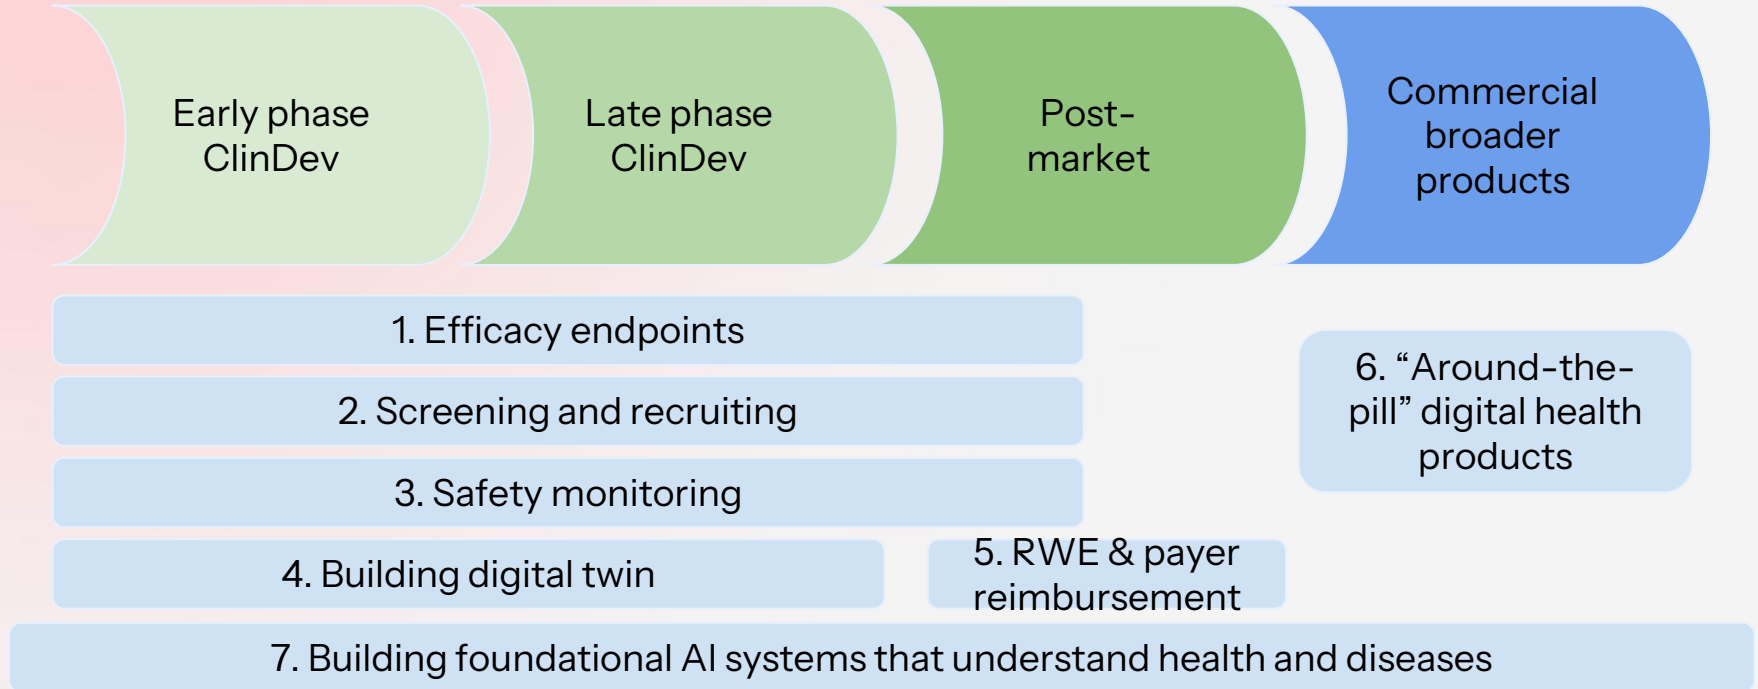 Early phase
ClinDev
Late phase
ClinDev
Post-
market
Commercial
broader
products
1. Efficacy endpoints
2. Screening and recruiting
3. Safety monitoring
4. Building digital twin
5. RWE & payer
reimbursement
6. “Around-the-
pill” digital health
products
7. Building foundational AI systems that understand health and diseases